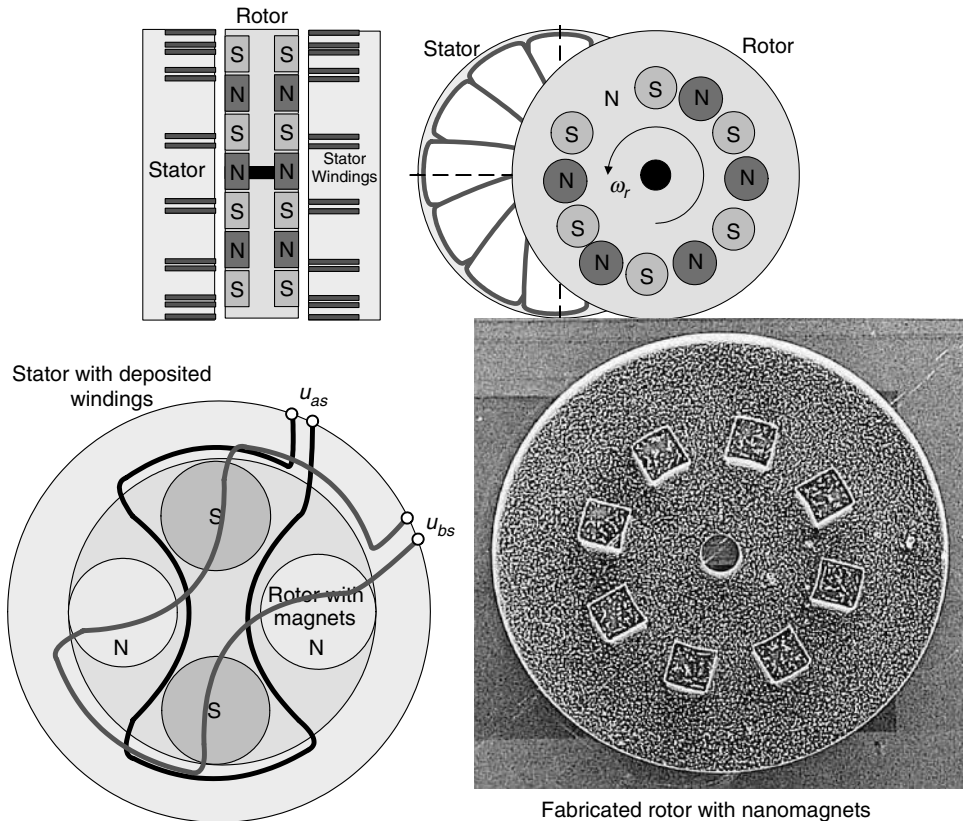 Rotor
S S
N N
S S
Stator
N N
Stator
Windings
S S
N N
S S
Stator
Rotor
N
S
N
S
S
N
N
ωr
S
S
N
N
S
Stator with deposited
windings
uas
ubs
S
Rotor with
magnets
N
N
S
Fabricated rotor with nanomagnets